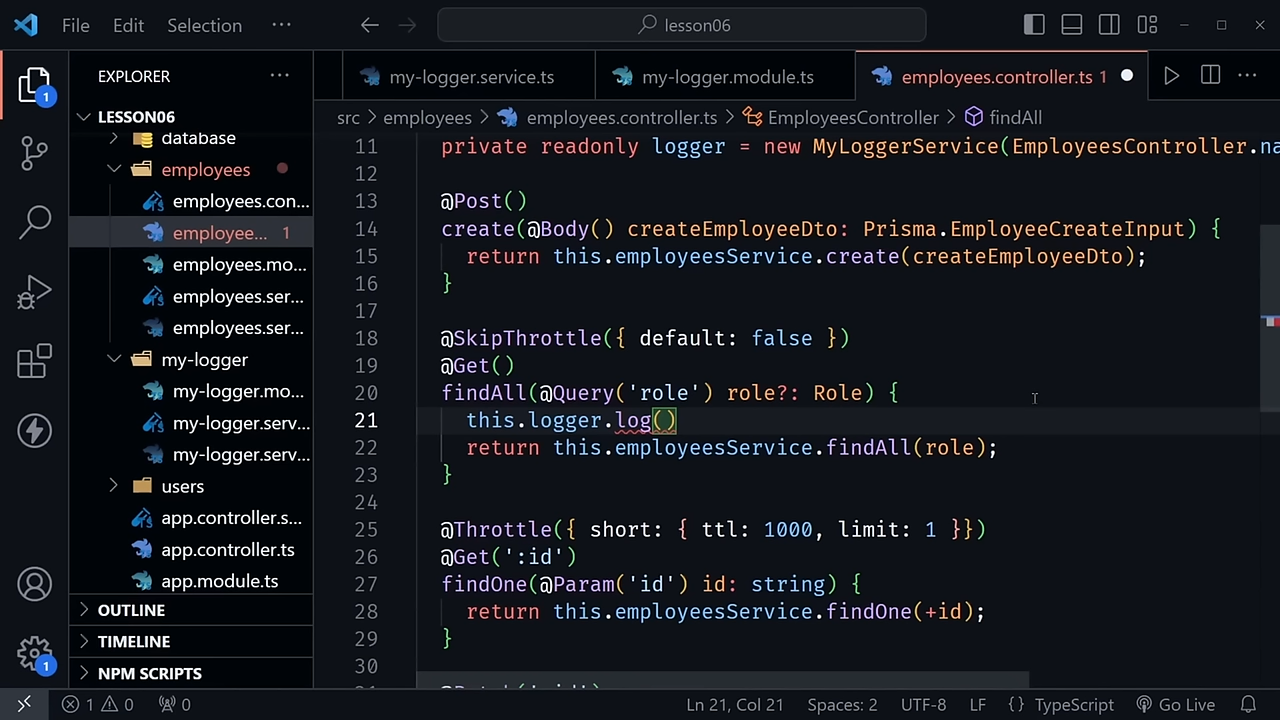 File Edit Selection ··· lesson06
EXPLORER ···
LESSON06
database
employees
employees.con...
employee... 1
employees.mo...
employees.ser...
employees.ser...
my-logger
my-logger.mo...
my-logger.serv...
my-logger.serv...
users
app.controller.s...
app.controller.ts
app.module.ts
OUTLINE
TIMELINE
NPM SCRIPTS
1
1
my-logger.service.ts my-logger.module.ts employees.controller.ts 1 ···
src > employees > employees.controller.ts > EmployeesController > findAll
11 private readonly logger = new MyLoggerService(EmployeesController.na
12
13 @Post()
14 create(@Body() createEmployeeDto: Prisma.EmployeeCreateInput) {
15 return this.employeesService.create(createEmployeeDto);
16 }
17
18 @SkipThrottle({ default: false })
19 @Get()
20 findAll(@Query('role') role?: Role) {
21 this.logger.log()
22 return this.employeesService.findAll(role);
23 }
24
25 @Throttle({ short: { ttl: 1000, limit: 1 }})
26 @Get(':id')
27 findOne(@Param('id') id: string) {
28 return this.employeesService.findOne(+id);
29 }
30
1 0 0 Ln 21, Col 21 Spaces: 2 UTF-8 LF {} TypeScript Go Live